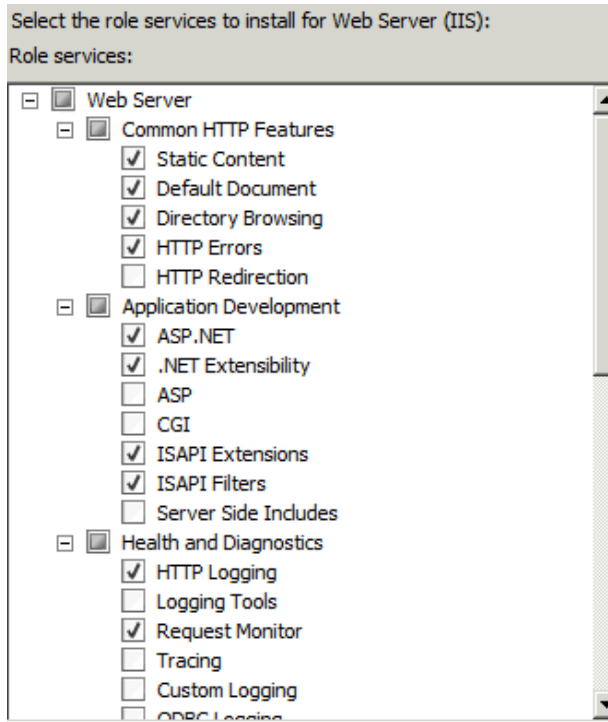 Select the role services to install for Web Server (IIS):
Role services:
Web Server
Common HTTP Features
Static Content
Default Document
Directory Browsing
HTTP Errors
HTTP Redirection
Application Development
ASP.NET
.NET Extensibility
ASP
CGI
ISAPI Extensions
ISAPI Filters
Server Side Includes
Health and Diagnostics
HTTP Logging
Logging Tools
Request Monitor
Tracing
Custom Logging
ODBC Logging